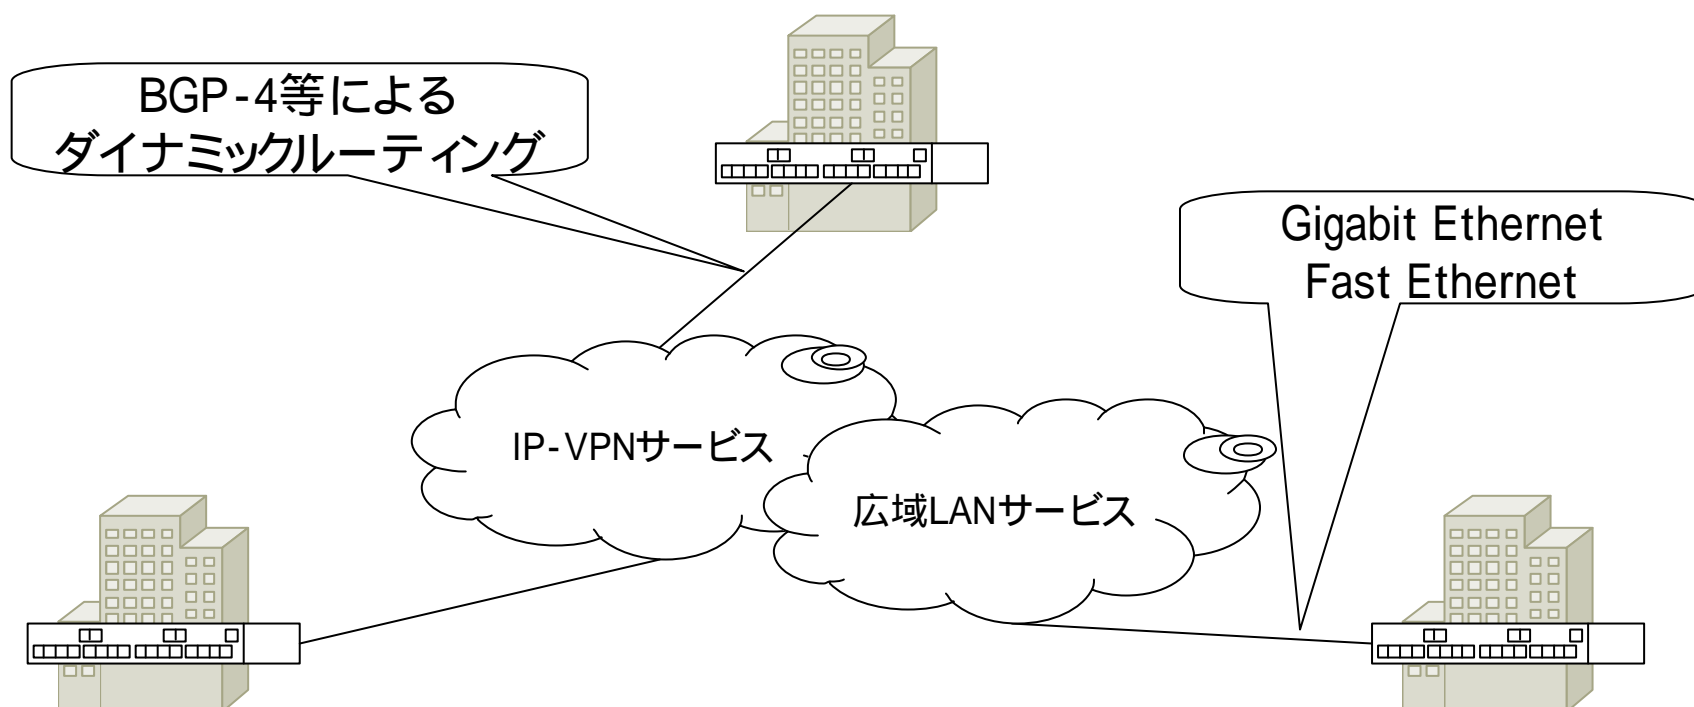 BGP-4等による
ダイナミックルーティング
Gigabit Ethernet
Fast Ethernet
IP-VPNサービス
広域LANサービス